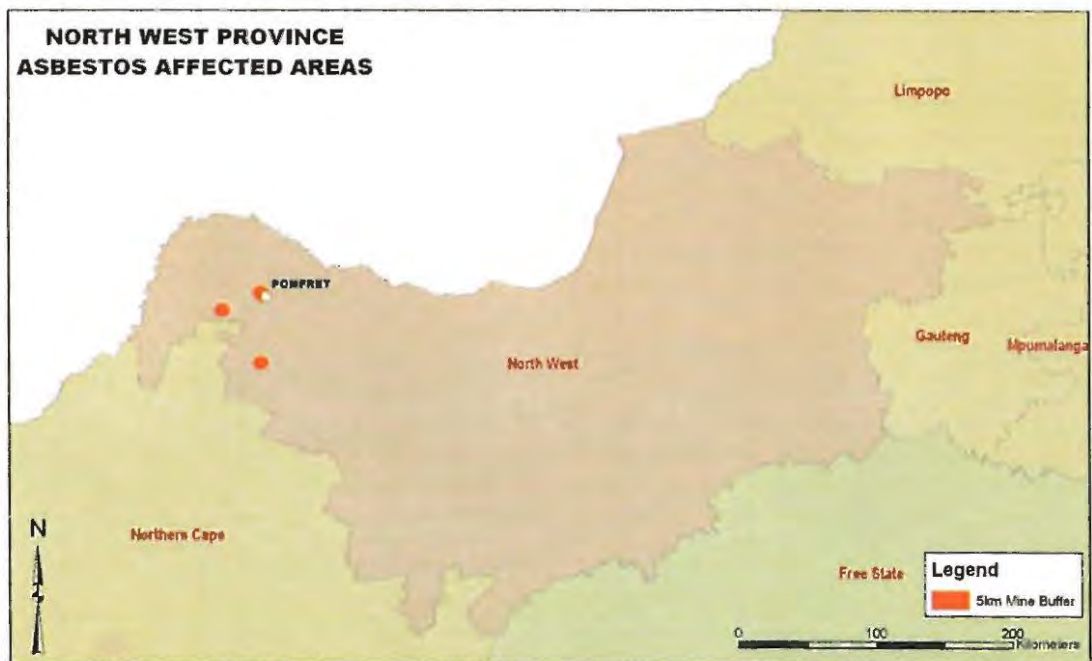 NORTH WEST PROVINCE
ASBESTOS AFFECTED AREAS
Limpopo
POMFRET
Gauteng
Mpumalanga
North West
Northern Cape
Free State
N
Legend
5km Mine Buffer
0 100 200
Kilometers